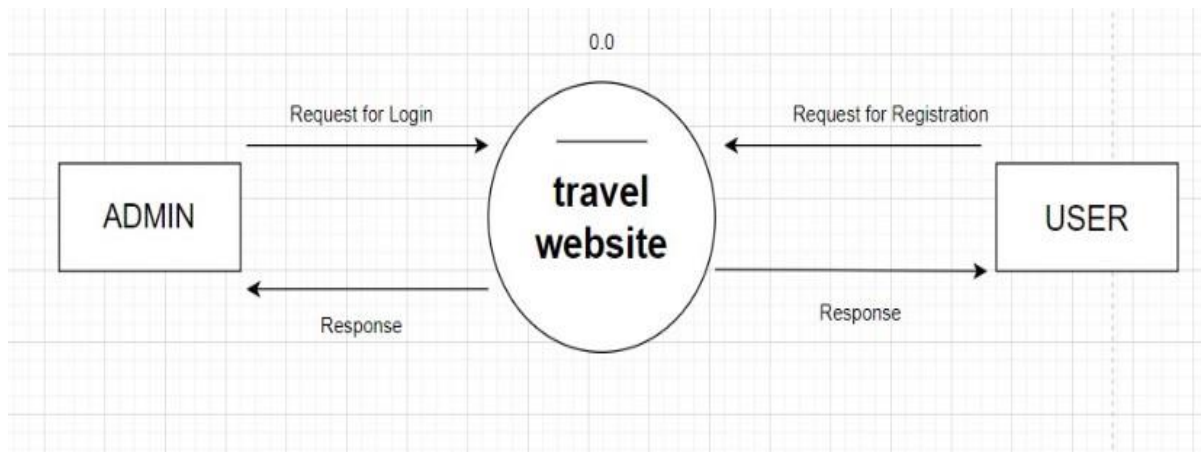 0.0
Request for Login
Request for Registration
ADMIN
travel
website
USER
Response
Response